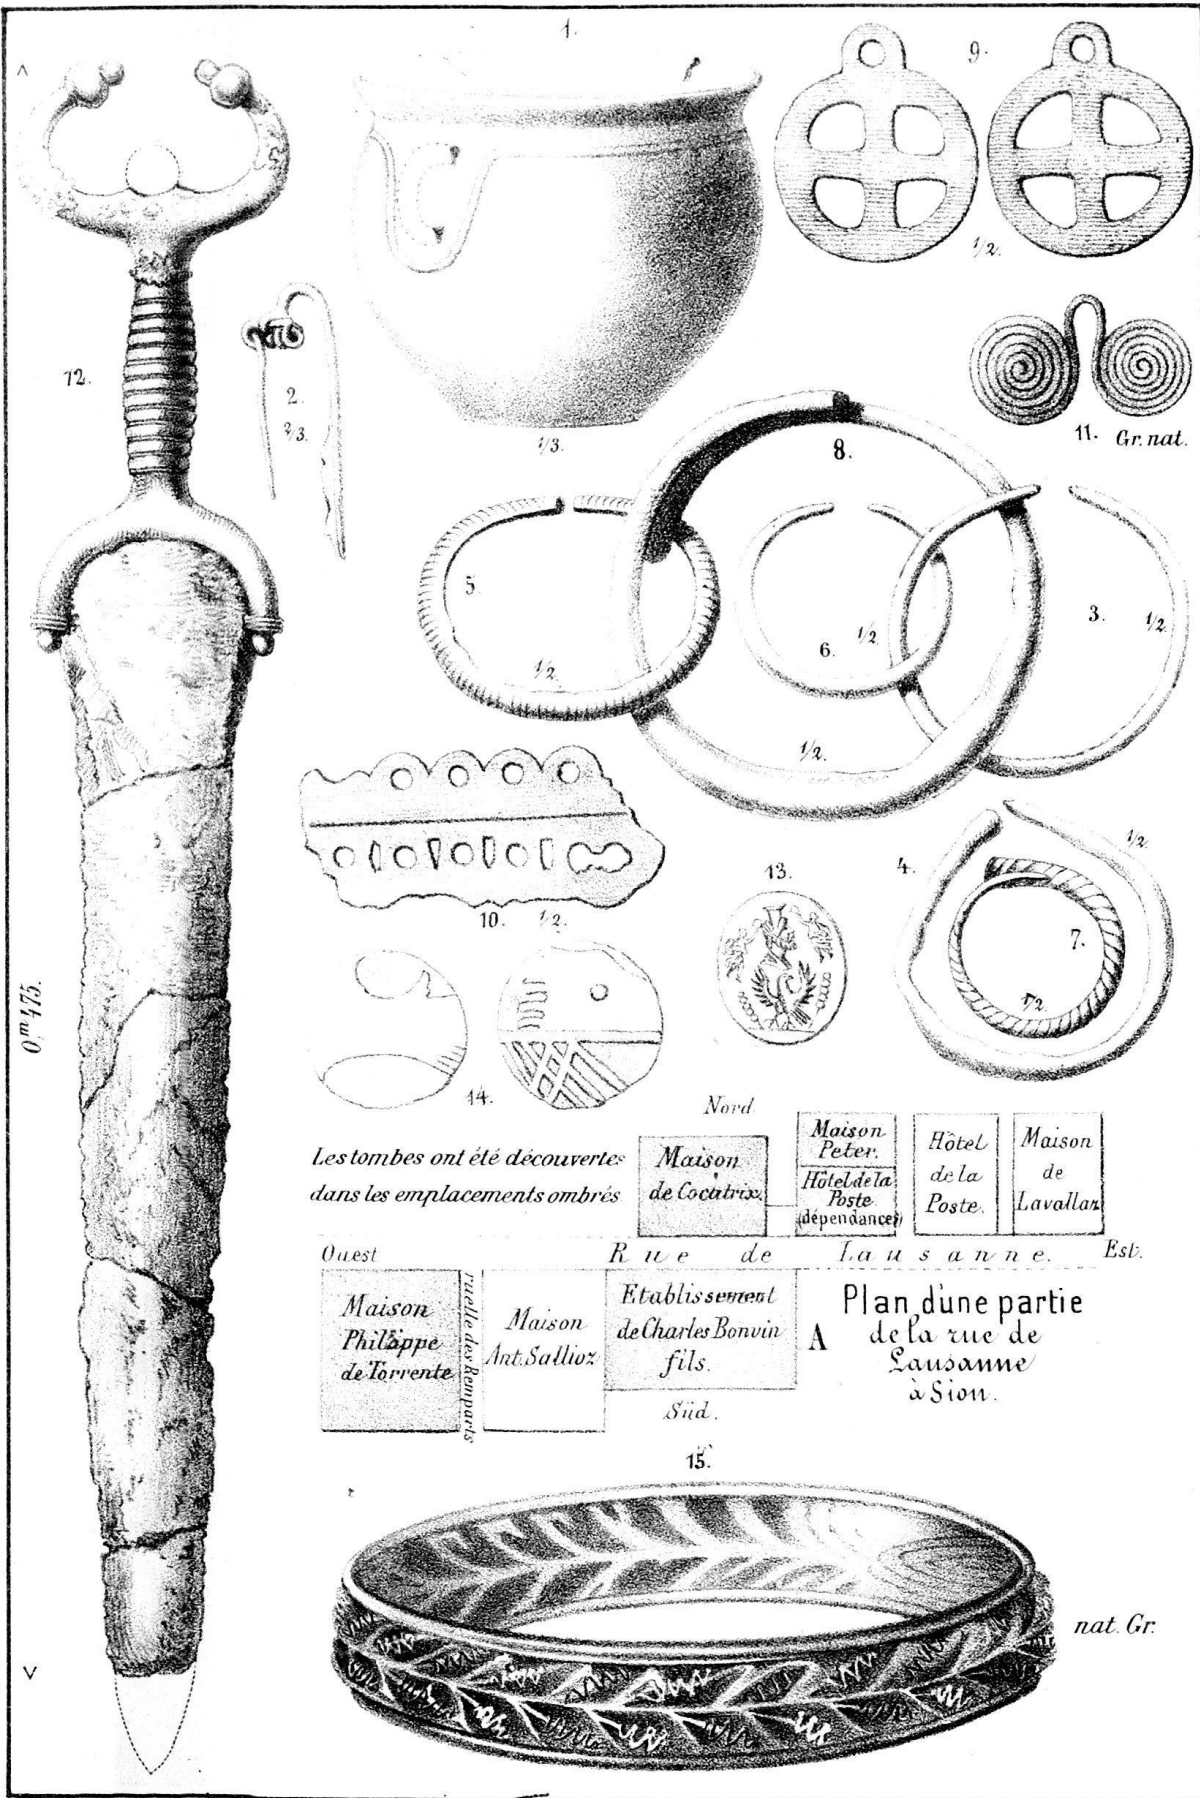 1.
9.
1/2.
12.
2.
2/3.
1/3.
11. Gr. nat.
8.
5.
1/2.
6.
1/2.
3.
1/2.
1/2.
10. 1/2.
13.
4.
1/2.
7.
1/2.
0,m475.
14.
Nord.
Les tombes ont été découvertes
dans les emplacements ombrés
Maison
de Cocatrix.
Maison
Peter.
Hôtel de la
Poste
(dépendances)
Hôtel
de la
Poste.
Maison
de
Lavallaz
Ouest
Rue de Lausanne.
Est.
Maison
Philippe
de Torrente
ruelle des Remparts
Maison
Ant. Sallioz
Etablissement
de Charles Bonvin
fils.
Süd.
A
Plan d'une partie
de la rue de
Lausanne
à Sion.
15.
nat. Gr.